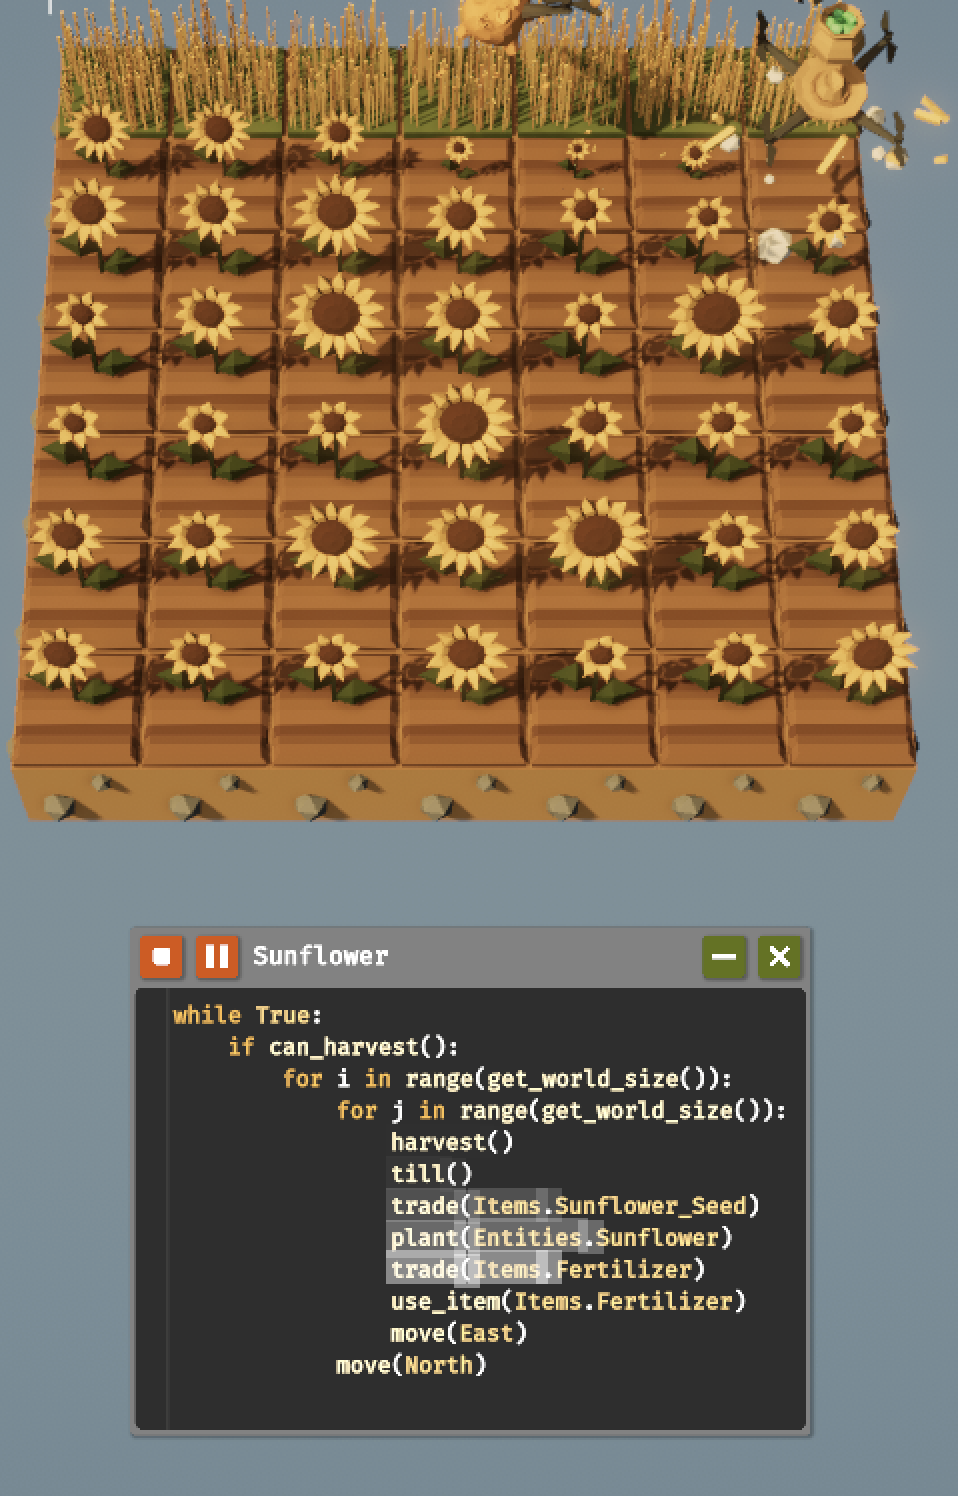 Sunflower
while True:
if can_harvest():
for i in range(get_world_size()):
for j in range(get_world_size()):
harvest()
till()
trade(Items.Sunflower_Seed)
plant(Entities.Sunflower)
trade(Items.Fertilizer)
use_item(Items.Fertilizer)
move(East)
move(North)